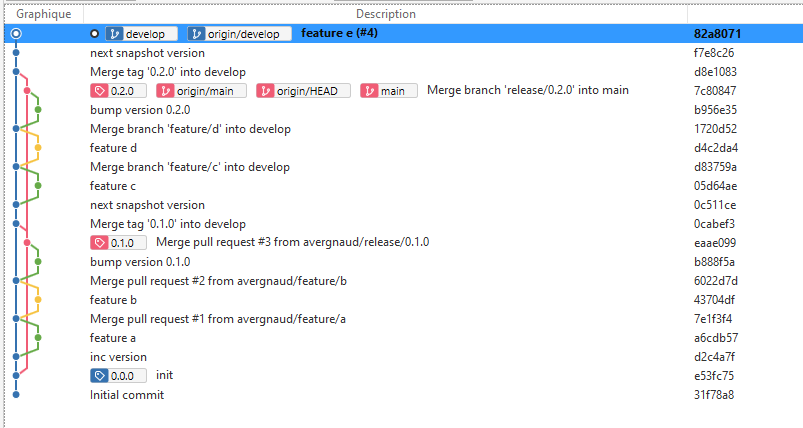 Graphique Description
develop origin/develop feature e (#4) 82a8071
next snapshot version f7e8c26
Merge tag '0.2.0' into develop d8e1083
0.2.0 origin/main origin/HEAD main Merge branch 'release/0.2.0' into main 7c80847
bump version 0.2.0 b956e35
Merge branch 'feature/d' into develop 1720d52
feature d d4c2da4
Merge branch 'feature/c' into develop d83759a
feature c 05d64ae
next snapshot version 0c511ce
Merge tag '0.1.0' into develop 0cabef3
0.1.0 Merge pull request #3 from avergnaud/release/0.1.0 eaae099
bump version 0.1.0 b888f5a
Merge pull request #2 from avergnaud/feature/b 6022d7d
feature b 43704df
Merge pull request #1 from avergnaud/feature/a 7e1f3f4
feature a a6cdb57
inc version d2c4a7f
0.0.0 init e53fc75
Initial commit 31f78a8